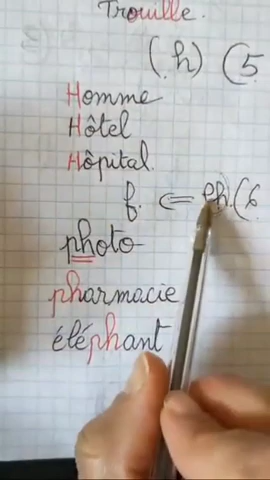 Trouille.
(.h) (5
Homme
Hôtel
Hôpital.
f. ⇐ ph. (6
photo
pharmacie
éléphant